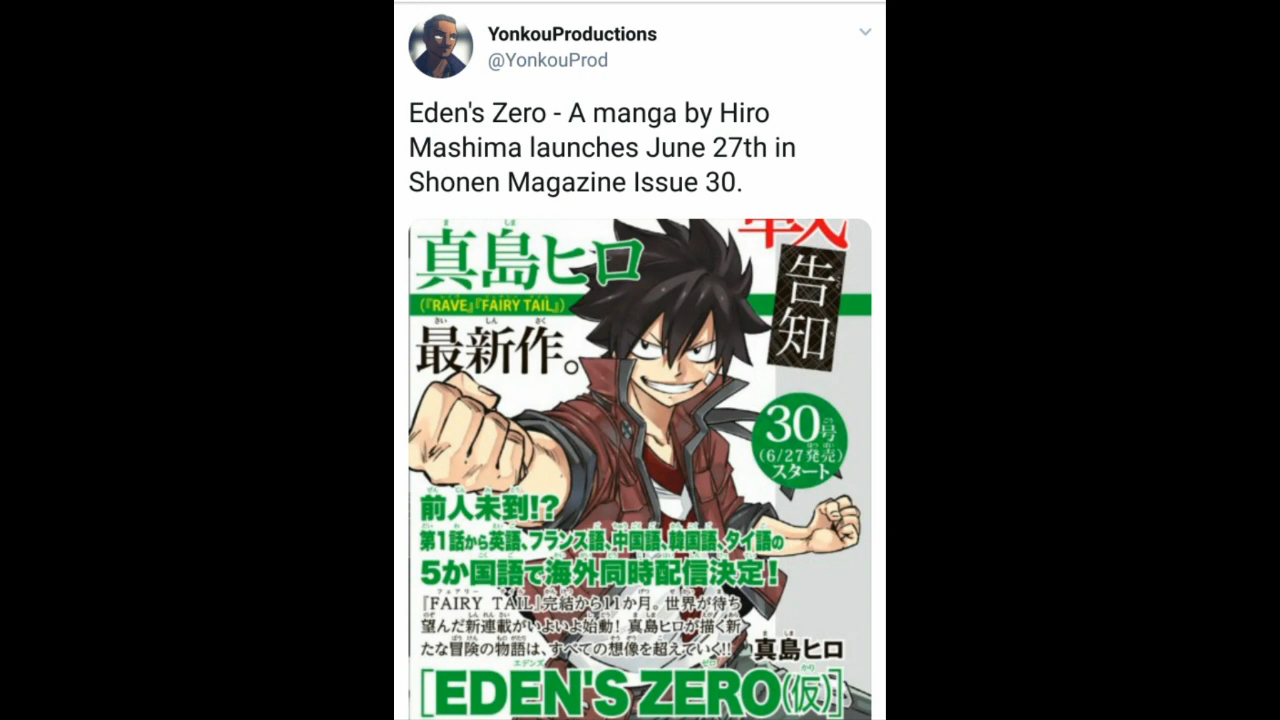 YonkouProductions
@YonkouProd
Eden's Zero - A manga by Hiro
Mashima launches June 27th in
Shonen Magazine Issue 30.
真島ヒロ
(『RAVE』『FAIRY TAIL』)
最新作。
告知
30号
(6/27発売)
スタート
前人未到!?
第1話から英語、フランス語、中国語、韓国語、タイ語の
5か国語で海外同時配信決定!
『FAIRY TAIL』完結から11か月。世界が待ち
望んだ新連載がいよいよ始動! 真島ヒロが描く新
たな冒険の物語は、すべての想像を超えていく!!
真島ヒロ
[EDEN'S ZERO(仮)]